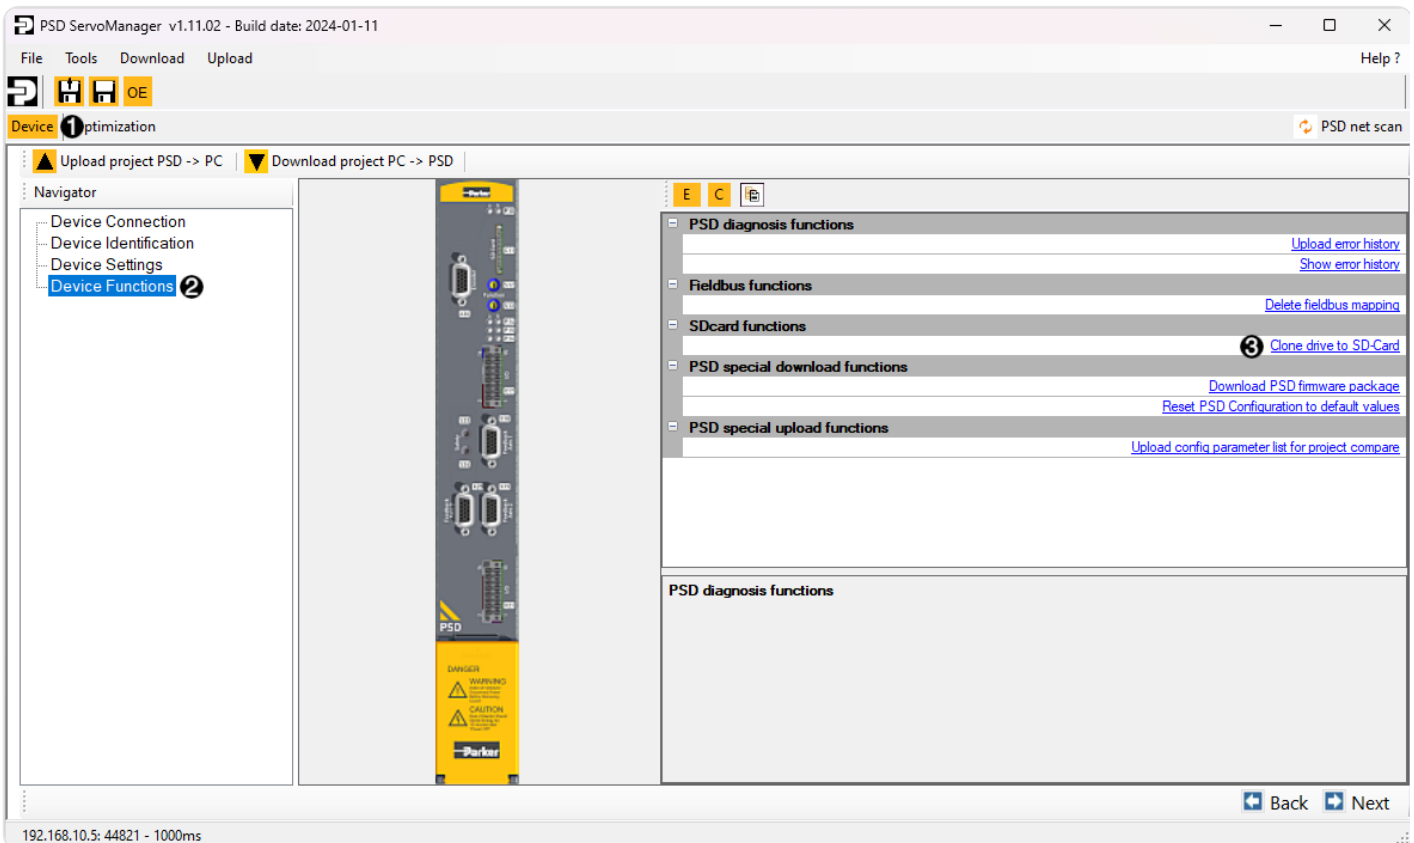 PSD ServoManager v1.11.02 - Build date: 2024-01-11
File Tools Download Upload Help ?
OE
Device 1 ptimization PSD net scan
Upload project PSD -> PC Download project PC -> PSD
Navigator
Device Connection
Device Identification
Device Settings
Device Functions 2
Parker
PSD
DANGER
WARNING
CAUTION
Parker
E C
PSD diagnosis functions
Upload error history
Show error history
Fieldbus functions
Delete fieldbus mapping
SDcard functions
3 Clone drive to SD-Card
PSD special download functions
Download PSD firmware package
Reset PSD Configuration to default values
PSD special upload functions
Upload config parameter list for project compare
PSD diagnosis functions
Back Next
192.168.10.5: 44821 - 1000ms